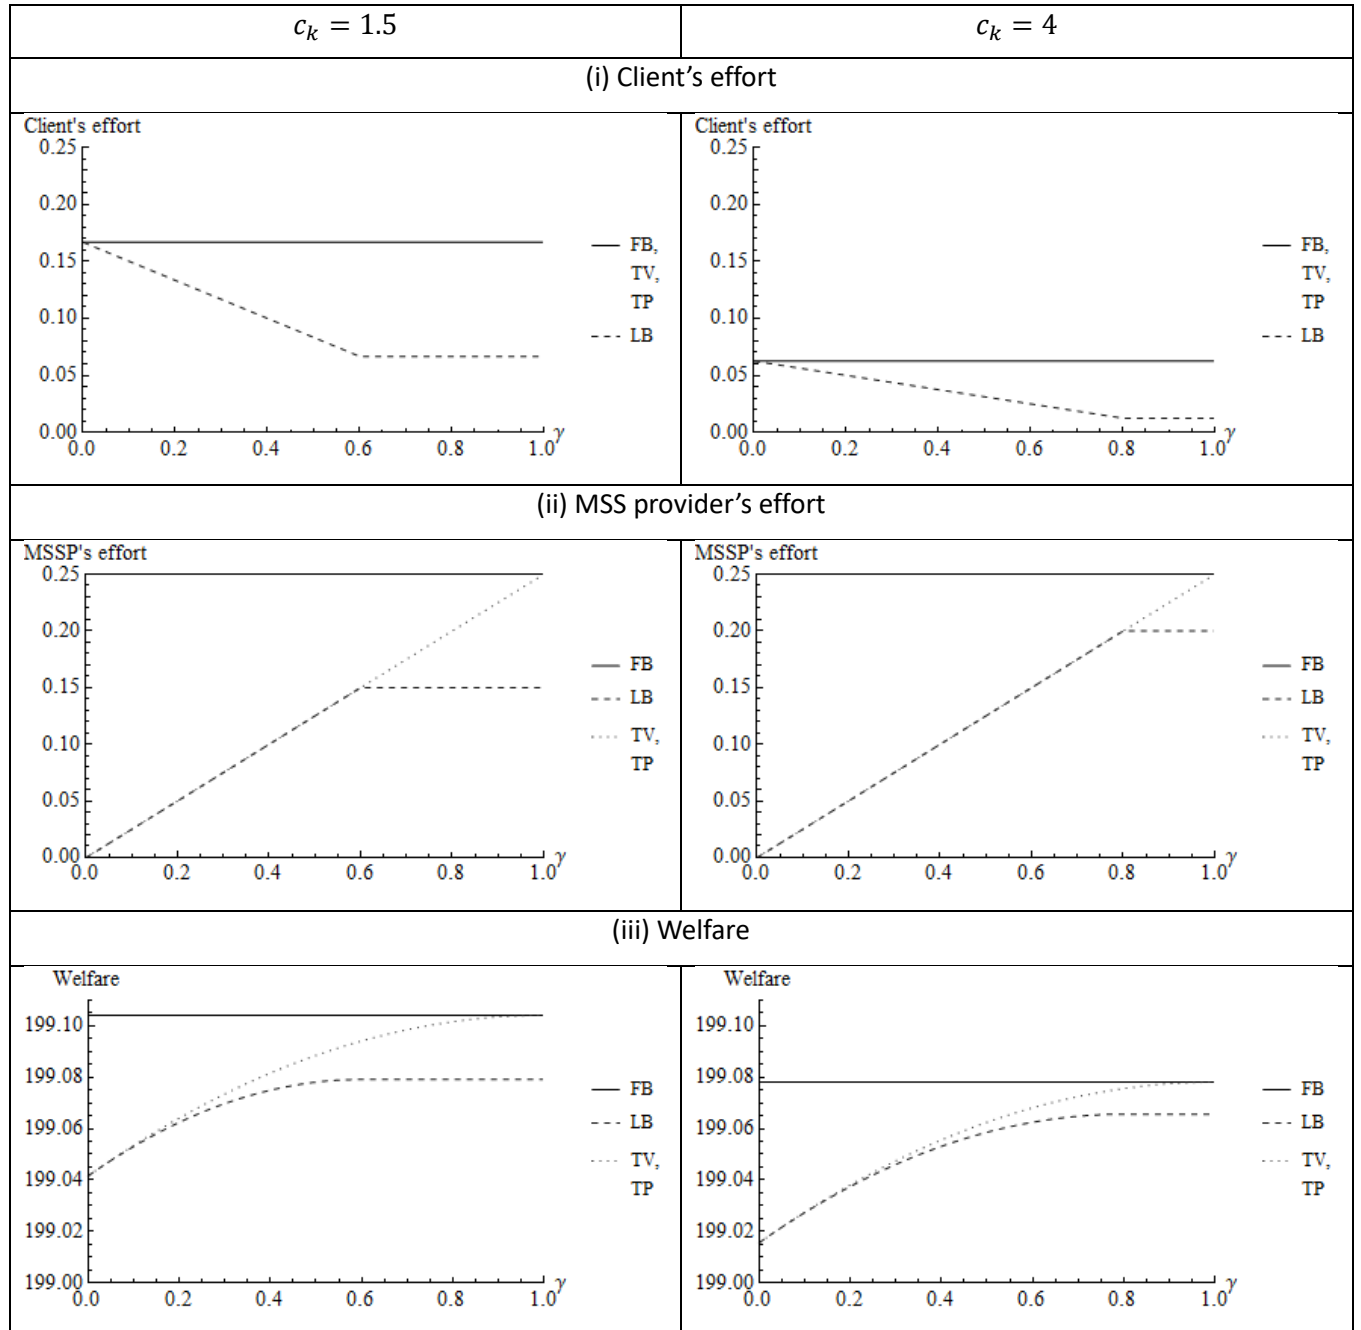 c_k = 1.5
c_k = 4
(i) Client's effort
Client's effort
0.25
0.20
0.15
0.10
0.05
0.00
0.0 0.2 0.4 0.6 0.8 1.0 γ
FB,
TV,
TP
LB
Client's effort
0.25
0.20
0.15
0.10
0.05
0.00
0.0 0.2 0.4 0.6 0.8 1.0 γ
FB,
TV,
TP
LB
(ii) MSS provider's effort
MSSP's effort
0.25
0.20
0.15
0.10
0.05
0.00
0.0 0.2 0.4 0.6 0.8 1.0 γ
FB
LB
TV,
TP
MSSP's effort
0.25
0.20
0.15
0.10
0.05
0.00
0.0 0.2 0.4 0.6 0.8 1.0 γ
FB
LB
TV,
TP
(iii) Welfare
Welfare
199.10
199.08
199.06
199.04
199.02
199.00
0.0 0.2 0.4 0.6 0.8 1.0 γ
FB
LB
TV,
TP
Welfare
199.10
199.08
199.06
199.04
199.02
199.00
0.0 0.2 0.4 0.6 0.8 1.0 γ
FB
LB
TV,
TP